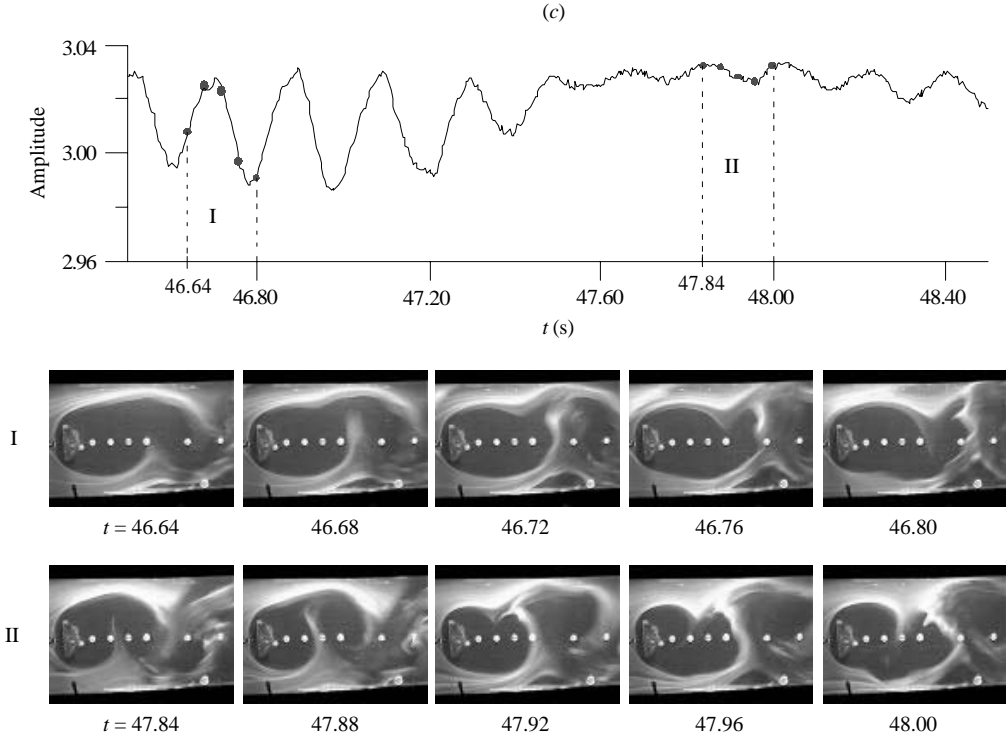 (c)
3.04
3.00
2.96
Amplitude
I
II
46.64
46.80
47.20
47.60
47.84
48.00
48.40
t (s)
I
t = 46.64
46.68
46.72
46.76
46.80
II
t = 47.84
47.88
47.92
47.96
48.00